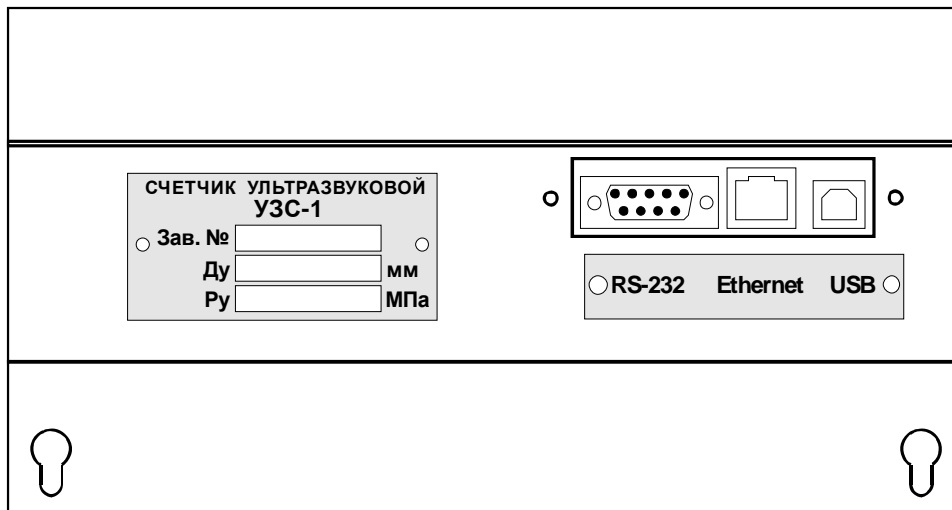 СЧЕТЧИК УЛЬТРАЗВУКОВОЙ
УЗС-1
Зав. №
Ду мм
Ру МПа
RS-232 Ethernet USB